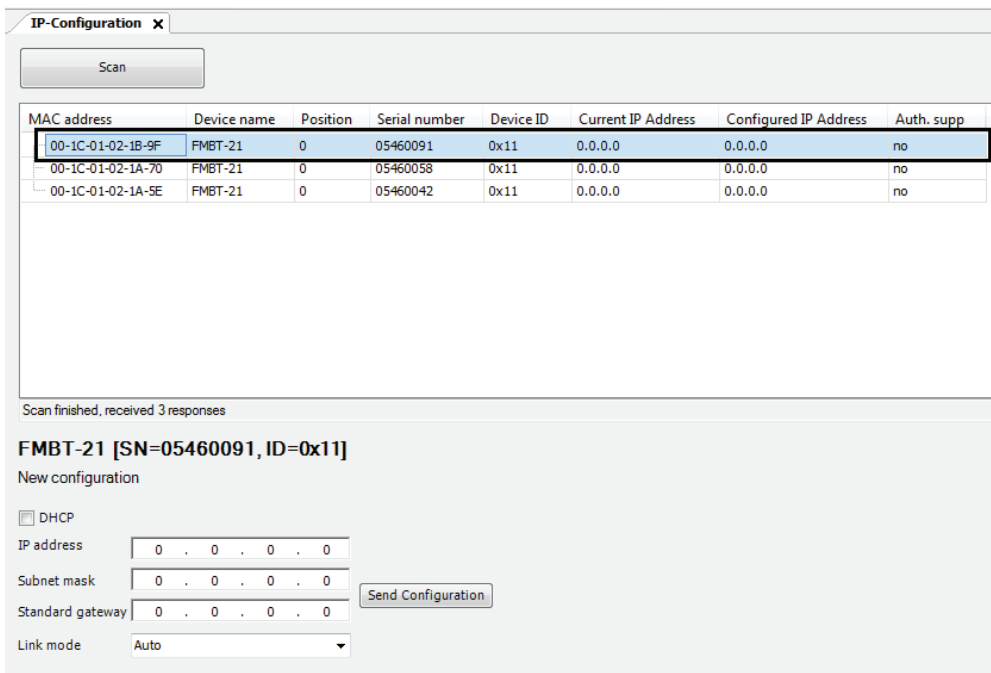 IP-Configuration x
Scan
MAC address Device name Position Serial number Device ID Current IP Address Configured IP Address Auth. supp
00-1C-01-02-1B-9F FMBT-21 0 05460091 0x11 0.0.0.0 0.0.0.0 no
00-1C-01-02-1A-70 FMBT-21 0 05460058 0x11 0.0.0.0 0.0.0.0 no
00-1C-01-02-1A-5E FMBT-21 0 05460042 0x11 0.0.0.0 0.0.0.0 no
Scan finished, received 3 responses
FMBT-21 [SN=05460091, ID=0x11]
New configuration
DHCP
IP address 0 . 0 . 0 . 0
Subnet mask 0 . 0 . 0 . 0
Send Configuration
Standard gateway 0 . 0 . 0 . 0
Link mode Auto